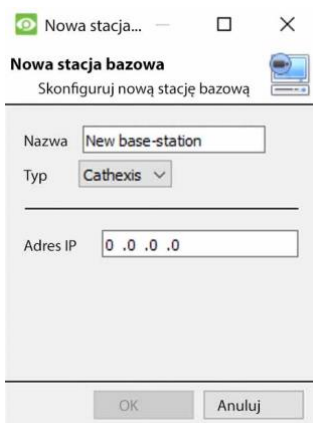 Nowa stacja...
Nowa stacja bazowa
Skonfiguruj nową stację bazową
Nazwa New base-station
Typ Cathexis
Adres IP 0 .0 .0 .0
OK Anuluj